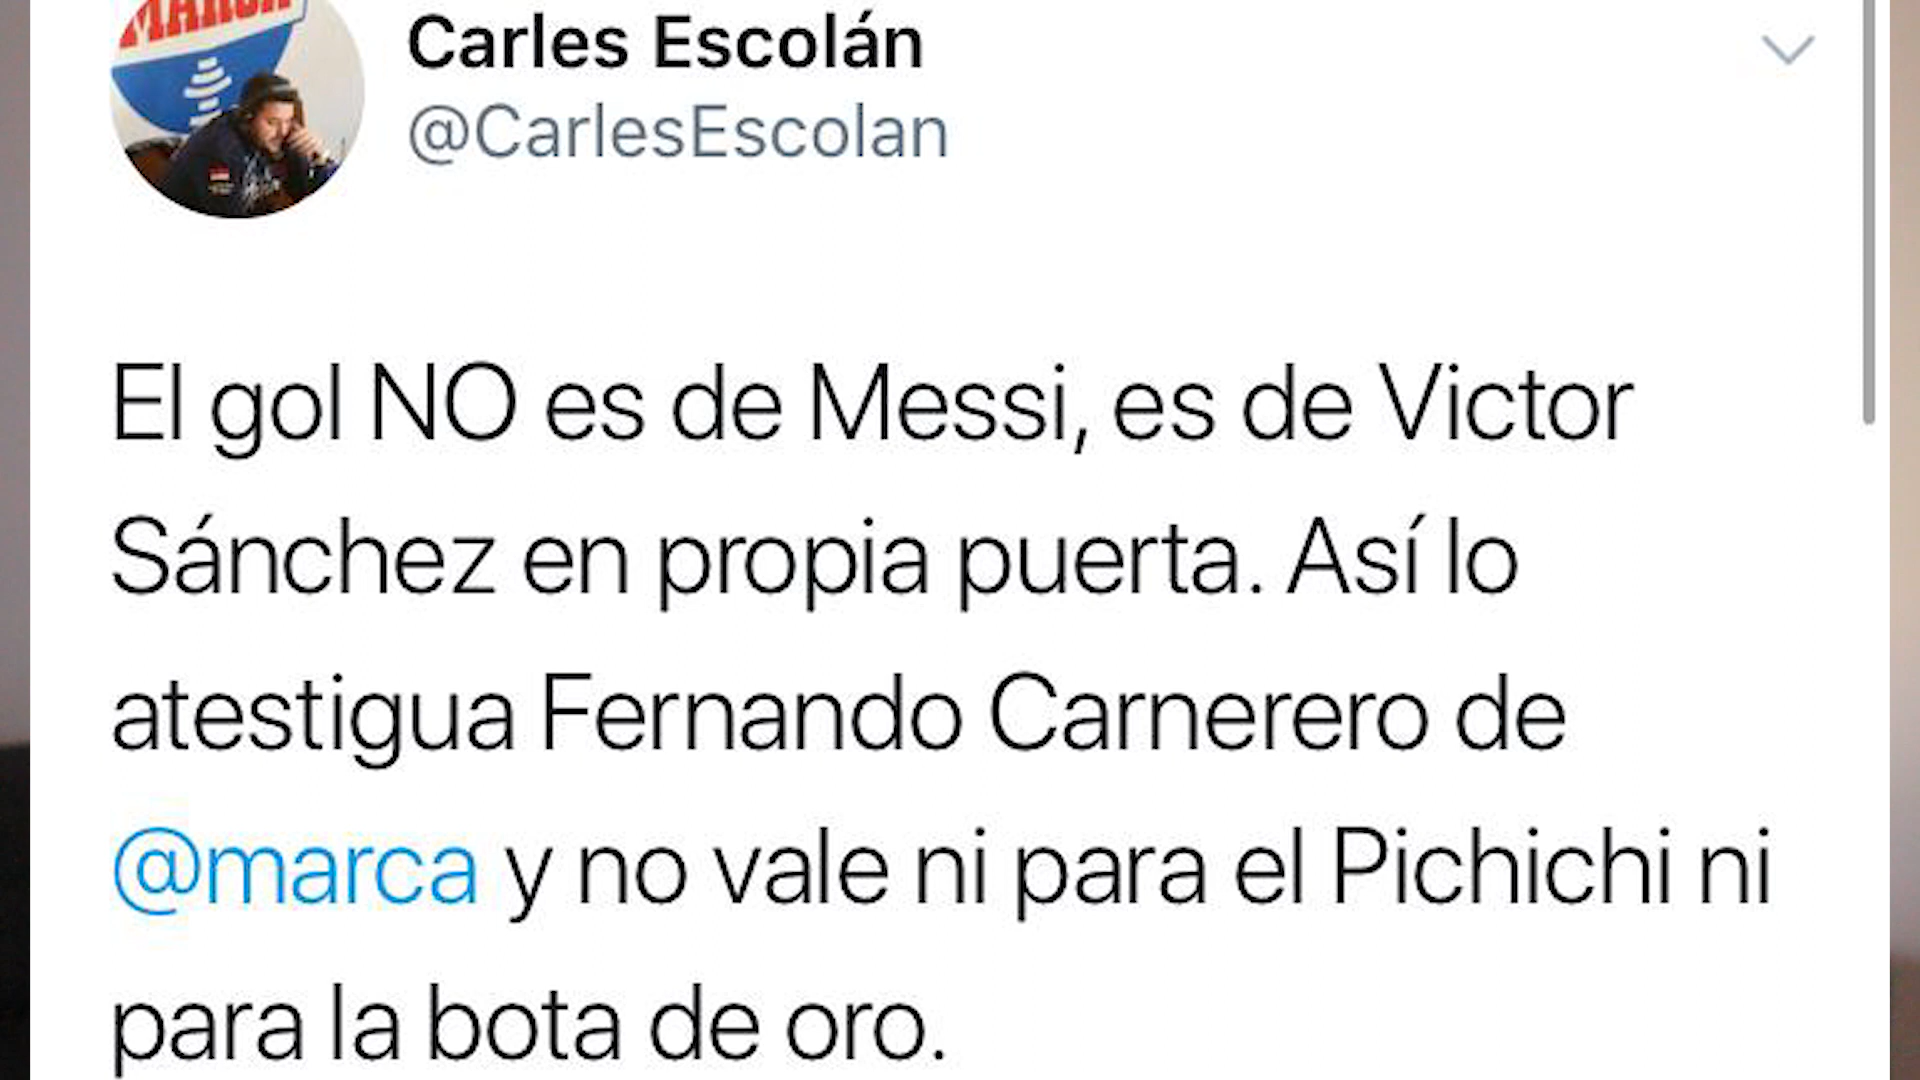 MARCA
Carles Escolán
@CarlesEscolan
El gol NO es de Messi, es de Victor
Sánchez en propia puerta. Así lo
atestigua Fernando Carnerero de
@marca y no vale ni para el Pichichi ni
para la bota de oro.